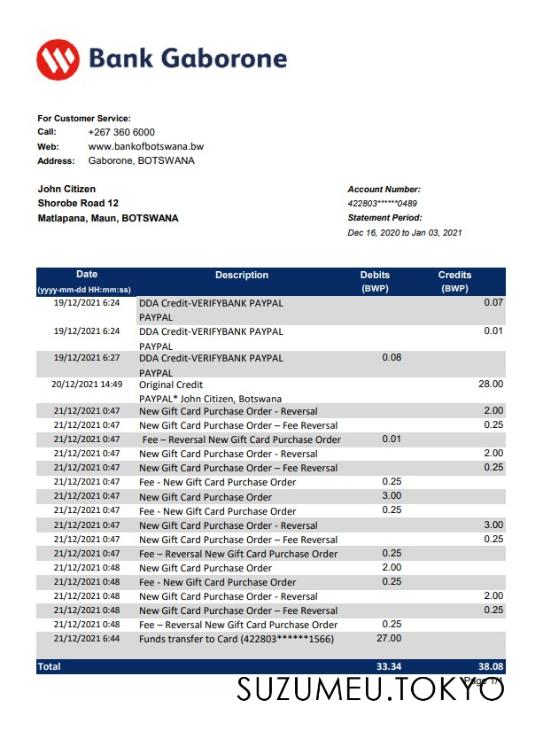 Bank Gaborone
For Customer Service:
Call: +267 360 6000
Web: www.bankofbotswana.bw
Address: Gaborone, BOTSWANA
John Citizen
Shorobe Road 12
Matlapana, Maun, BOTSWANA
Account Number:
422803******0489
Statement Period:
Dec 16, 2020 to Jan 03, 2021
Date Description Debits Credits
(yyyy-mm-dd HH:mm:ss) (BWP) (BWP)
19/12/2021 6:24 DDA Credit-VERIFYBANK PAYPAL 0.07
PAYPAL
19/12/2021 6:24 DDA Credit-VERIFYBANK PAYPAL 0.01
PAYPAL
19/12/2021 6:27 DDA Credit-VERIFYBANK PAYPAL 0.08
PAYPAL
20/12/2021 14:49 Original Credit 28.00
PAYPAL* John Citizen, Botswana
21/12/2021 0:47 New Gift Card Purchase Order - Reversal 2.00
21/12/2021 0:47 New Gift Card Purchase Order – Fee Reversal 0.25
21/12/2021 0:47 Fee – Reversal New Gift Card Purchase Order 0.01
21/12/2021 0:47 New Gift Card Purchase Order - Reversal 2.00
21/12/2021 0:47 New Gift Card Purchase Order – Fee Reversal 0.25
21/12/2021 0:47 Fee - New Gift Card Purchase Order 0.25
21/12/2021 0:47 New Gift Card Purchase Order 3.00
21/12/2021 0:47 Fee - New Gift Card Purchase Order 0.25
21/12/2021 0:47 New Gift Card Purchase Order - Reversal 3.00
21/12/2021 0:47 New Gift Card Purchase Order – Fee Reversal 0.25
21/12/2021 0:47 Fee – Reversal New Gift Card Purchase Order 0.25
21/12/2021 0:48 New Gift Card Purchase Order 2.00
21/12/2021 0:48 Fee - New Gift Card Purchase Order 0.25
21/12/2021 0:48 New Gift Card Purchase Order - Reversal 2.00
21/12/2021 0:48 New Gift Card Purchase Order – Fee Reversal 0.25
21/12/2021 0:48 Fee – Reversal New Gift Card Purchase Order 0.25
21/12/2021 6:44 Funds transfer to Card (422803******1566) 27.00
Total 33.34 38.08
Page 1/1
SUZUMEU.TOKYO